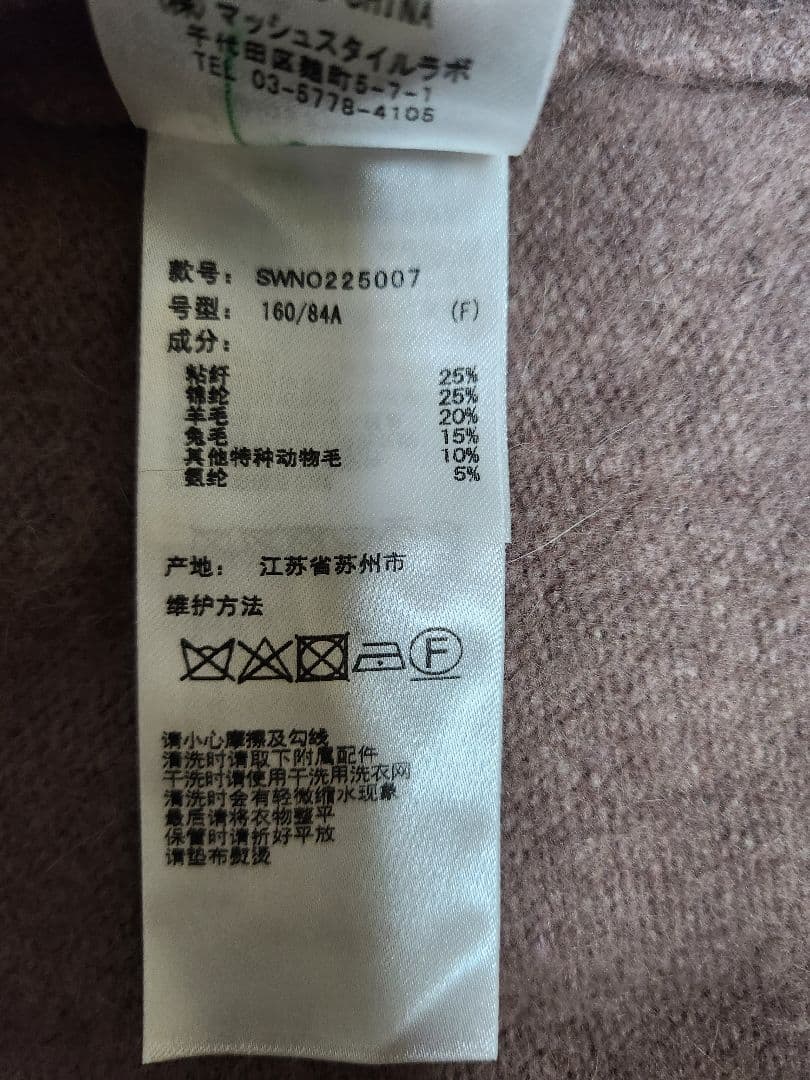 CHINA
(株)マッシュスタイルラボ
千代田区麹町5-7-1
TEL 03-5778-4105
款号： SWNO225007
号型： 160/84A (F)
成分：
粘纤 25%
锦纶 25%
羊毛 20%
兔毛 15%
其他特种动物毛 10%
氨纶 5%
产地： 江苏省苏州市
维护方法
F
请小心摩擦及勾线
清洗时请取下附属配件
干洗时请使用干洗用洗衣网
清洗时会有轻微缩水现象
最后请将衣物整平
保管时请折好平放
请垫布熨烫